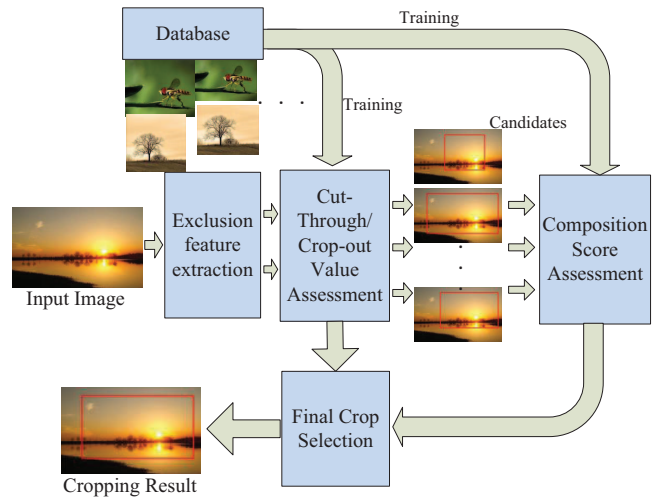 Database
Training
Training
Candidates
Exclusion
feature
extraction
Cut-
Through/
Crop-out
Value
Assessment
Composition
Score
Assessment
Input Image
Final Crop
Selection
Cropping Result